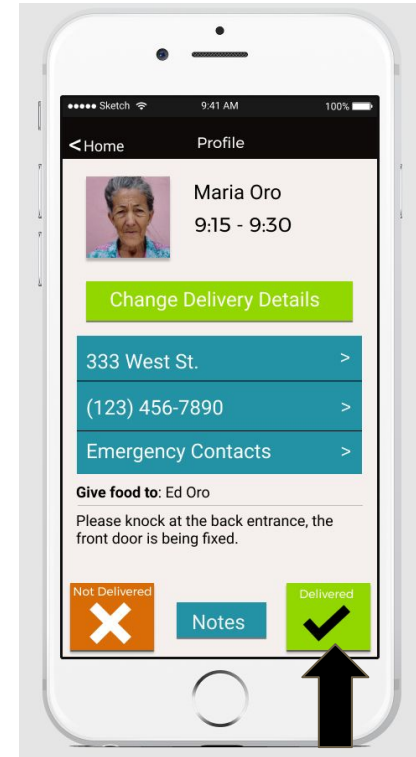 Sketch 9:41 AM 100%
<Home Profile
Maria Oro
9:15 - 9:30
Change Delivery Details
333 West St. >
(123) 456-7890 >
Emergency Contacts >
Give food to: Ed Oro
Please knock at the back entrance, the
front door is being fixed.
Not Delivered
Notes
Delivered